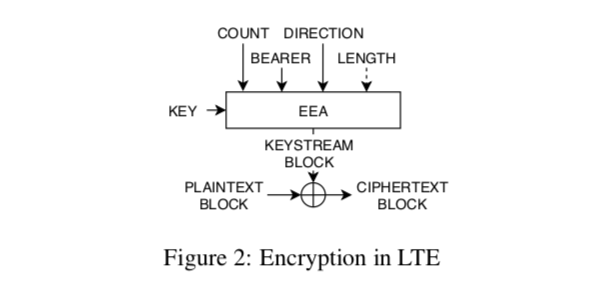 COUNT DIRECTION
BEARER LENGTH
KEY EEA
KEYSTREAM
BLOCK
PLAINTEXT
BLOCK
CIPHERTEXT
BLOCK
Figure 2: Encryption in LTE